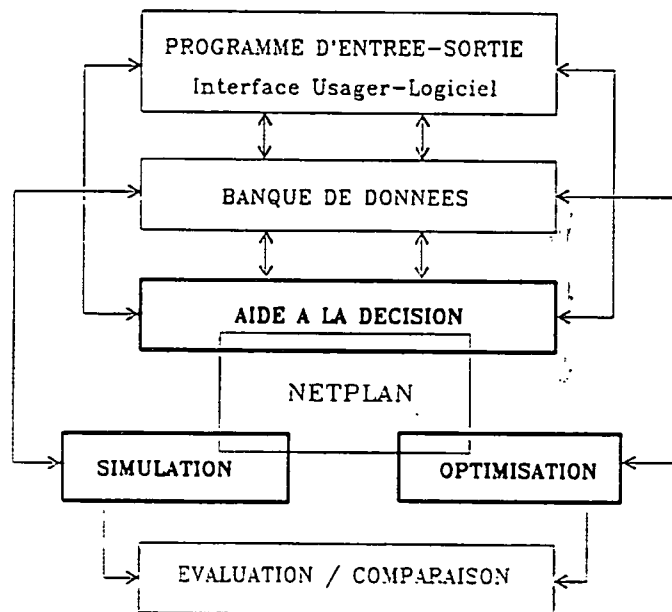 PROGRAMME D'ENTREE-SORTIE
Interface Usager-Logiciel
BANQUE DE DONNEES
AIDE A LA DECISION
NETPLAN
SIMULATION
OPTIMISATION
EVALUATION / COMPARAISON